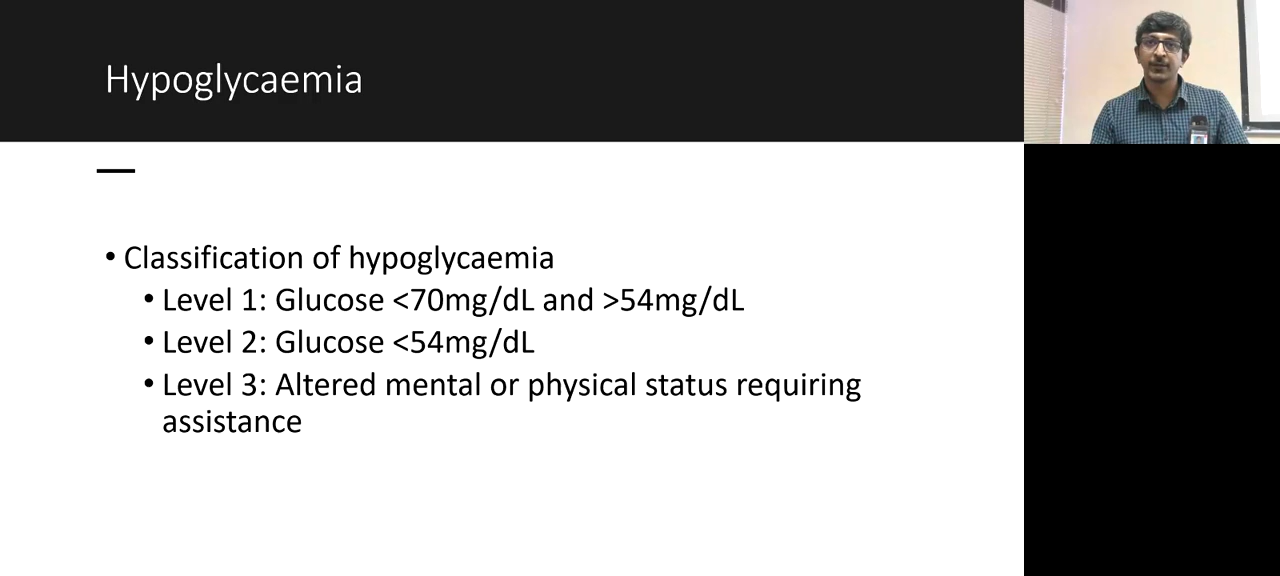 Hypoglycaemia
• Classification of hypoglycaemia
• Level 1: Glucose <70mg/dL and >54mg/dL
• Level 2: Glucose <54mg/dL
• Level 3: Altered mental or physical status requiring
assistance